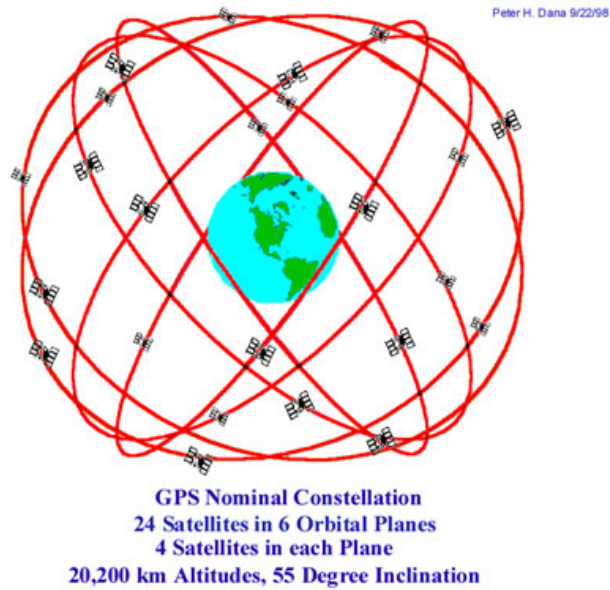 Peter H. Dana 9/22/98
GPS Nominal Constellation
24 Satellites in 6 Orbital Planes
4 Satellites in each Plane
20,200 km Altitudes, 55 Degree Inclination